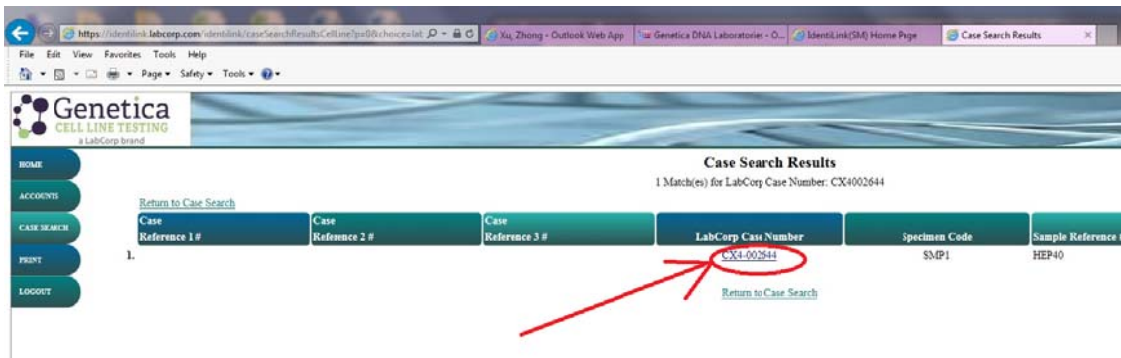 https://identilink.labcorp.com/identilink/caseSearchResultsCellLine?pa0&choice=lab
Xu, Zhong - Outlook Web App
Genetica DNA Laboratories - O...
IdentiLink(SM) Home Page
Case Search Results
File Edit View Favorites Tools Help
Page Safety Tools
Genetica
CELL LINE TESTING
a LabCorp brand
HOME
ACCOUNTS
CASE SEARCH
PRINT
LOGOUT
Case Search Results
1 Match(es) for LabCorp Case Number: CX4002644
Return to Case Search
Case Reference 1 #
Case Reference 2 #
Case Reference 3 #
LabCorp Case Number
Specimen Code
Sample Reference
1. CX4-002644 SMP1 HEP40
Return to Case Search